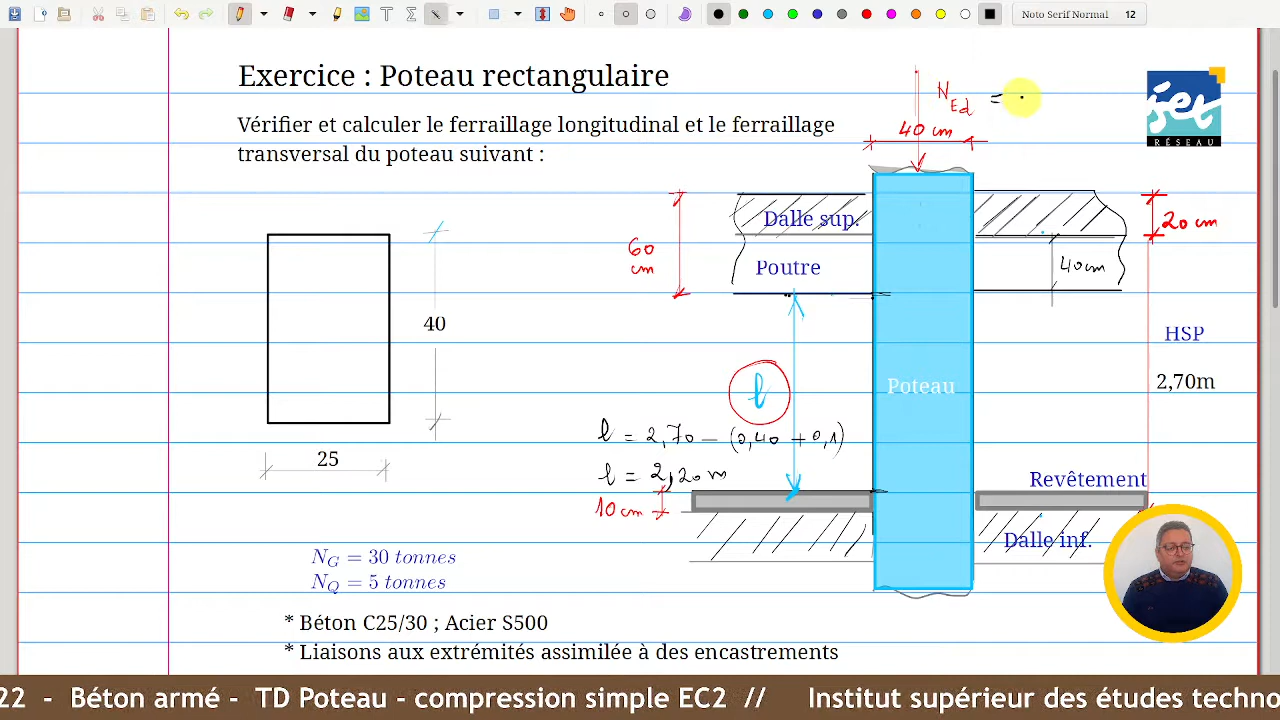 Noto Serif Normal 12
Exercice : Poteau rectangulaire
Vérifier et calculer le ferraillage longitudinal et le ferraillage
transversal du poteau suivant :
N_Ed =
40 cm
iset
RÉSEAU
Dalle sup.
20 cm
60
cm
Poutre
40cm
40
HSP
Poteau
2,70m
l
l = 2,70 - (0,40 + 0,1)
25
l = 2,20 m
Revêtement
10 cm
Dalle inf.
N_G = 30 tonnes
N_Q = 5 tonnes
* Béton C25/30 ; Acier S500
* Liaisons aux extrémités assimilée à des encastrements
22 - Béton armé - TD Poteau - compression simple EC2 // Institut supérieur des études techno